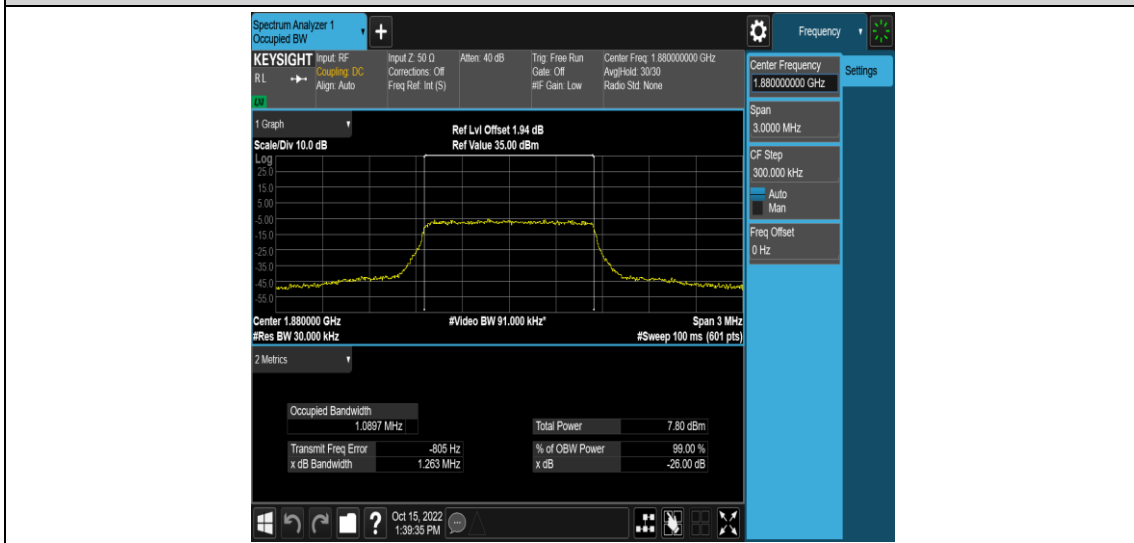 Spectrum Analyzer 1
Occupied BW
+
Frequency
KEYSIGHT
RL
Input: RF
Coupling: DC
Align: Auto
Input Z: 50 Ω
Corrections: Off
Freq Ref: Int (S)
Atten: 40 dB
Trig: Free Run
Gate: Off
#IF Gain: Low
Center Freq: 1.880000000 GHz
Avg|Hold: 30/30
Radio Std: None
Center Frequency
1.880000000 GHz
Settings
Span
3.0000 MHz
CF Step
300.000 kHz
Auto
Man
Freq Offset
0 Hz
1 Graph
Ref Lvl Offset 1.94 dB
Scale/Div 10.0 dB
Ref Value 35.00 dBm
Log
25.0
15.0
5.00
-5.00
-15.0
-25.0
-35.0
-45.0
-55.0
Center 1.880000 GHz
#Video BW 91.000 kHz*
Span 3 MHz
#Res BW 30.000 kHz
#Sweep 100 ms (601 pts)
2 Metrics
Occupied Bandwidth
1.0897 MHz
Total Power 7.80 dBm
Transmit Freq Error -805 Hz
% of OBW Power 99.00 %
x dB Bandwidth 1.263 MHz
x dB -26.00 dB
?
Oct 15, 2022
1:39:35 PM